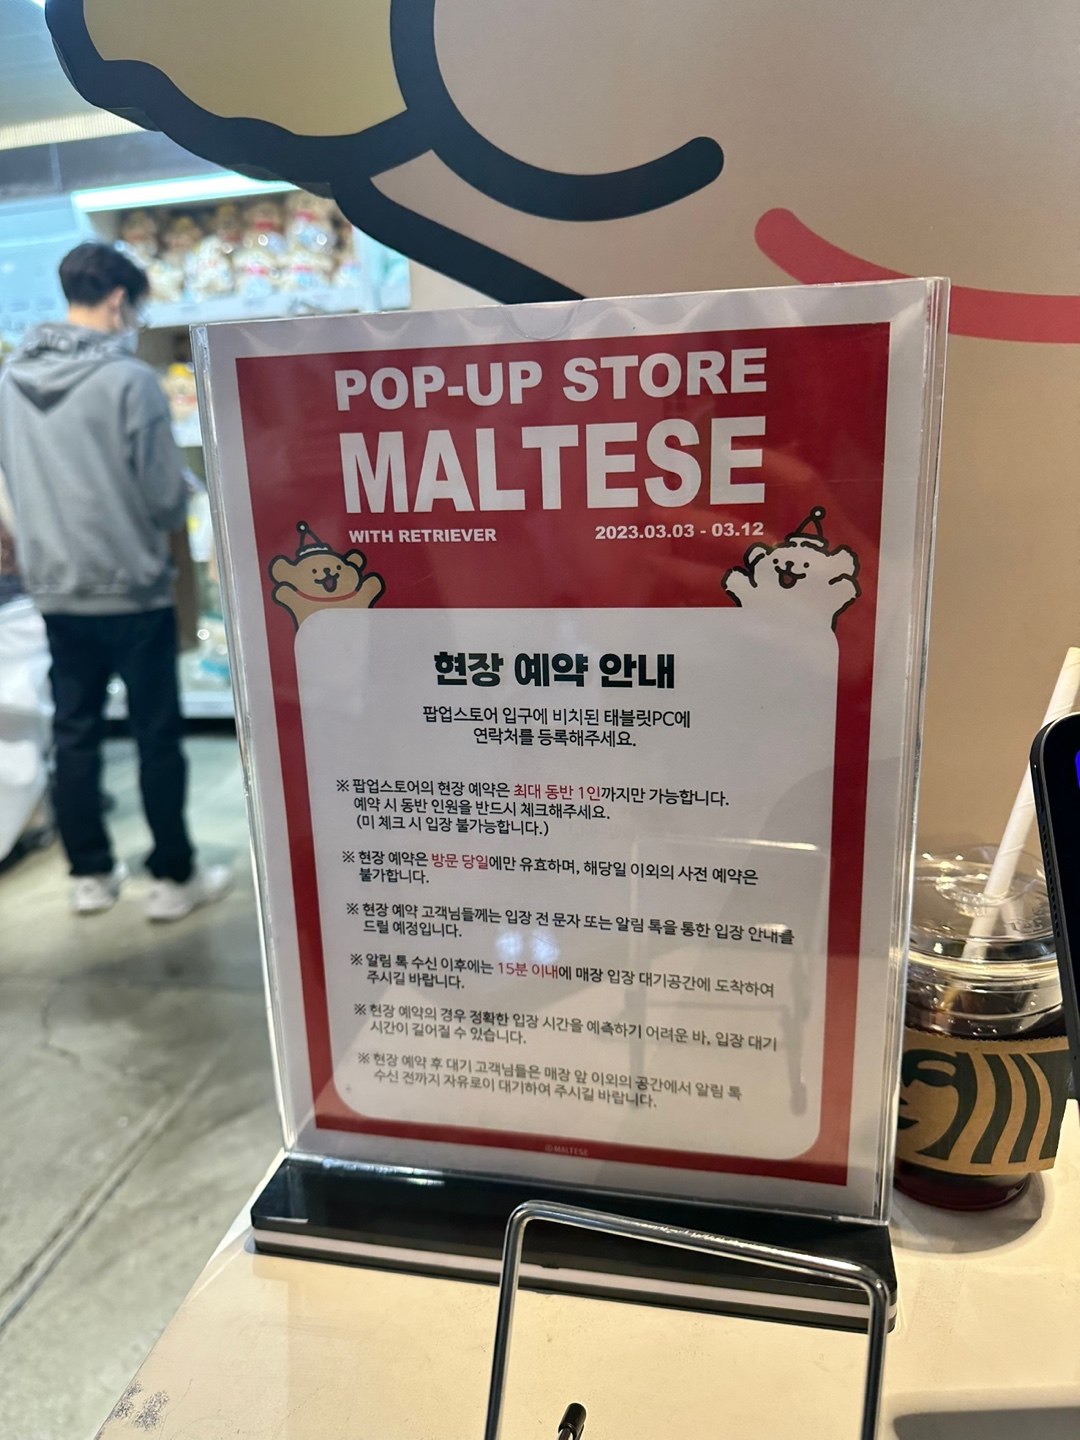 POP-UP STORE
MALTESE
WITH RETRIEVER 2023.03.03 - 03.12
현장 예약 안내
팝업스토어 입구에 비치된 태블릿PC에
연락처를 등록해주세요.
※ 팝업스토어의 현장 예약은 최대 동반 1인까지만 가능합니다.
예약 시 동반 인원을 반드시 체크해주세요.
(미 체크 시 입장 불가능합니다.)
※ 현장 예약은 방문 당일에만 유효하며, 해당일 이외의 사전 예약은
불가합니다.
※ 현장 예약 고객님들께는 입장 전 문자 또는 알림 톡을 통한 입장 안내를
드릴 예정입니다.
※ 알림 톡 수신 이후에는 15분 이내에 매장 입장 대기공간에 도착하여
주시길 바랍니다.
※ 현장 예약의 경우 정확한 입장 시간을 예측하기 어려운 바, 입장 대기
시간이 길어질 수 있습니다.
※ 현장 예약 후 대기 고객님들은 매장 앞 이외의 공간에서 알림 톡
수신 전까지 자유로이 대기하여 주시길 바랍니다.
©MALTESE